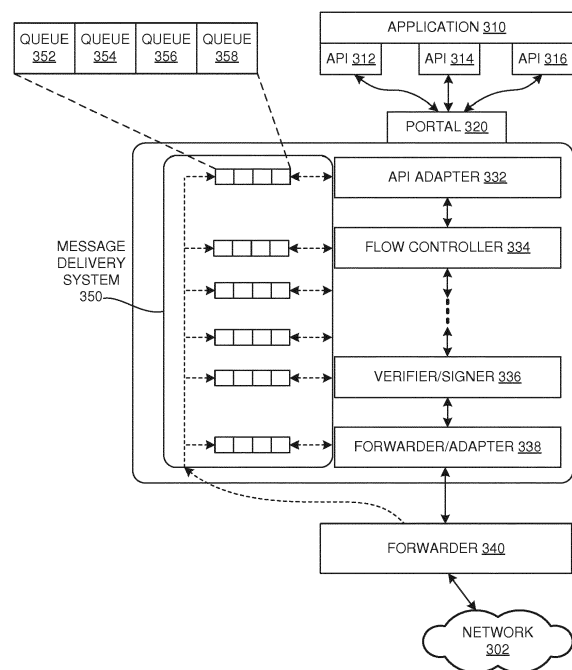 QUEUE QUEUE QUEUE QUEUE
352 354 356 358
APPLICATION 310
API 312 API 314 API 316
PORTAL 320
API ADAPTER 332
FLOW CONTROLLER 334
MESSAGE
DELIVERY
SYSTEM
350
VERIFIER/SIGNER 336
FORWARDER/ADAPTER 338
FORWARDER 340
NETWORK
302